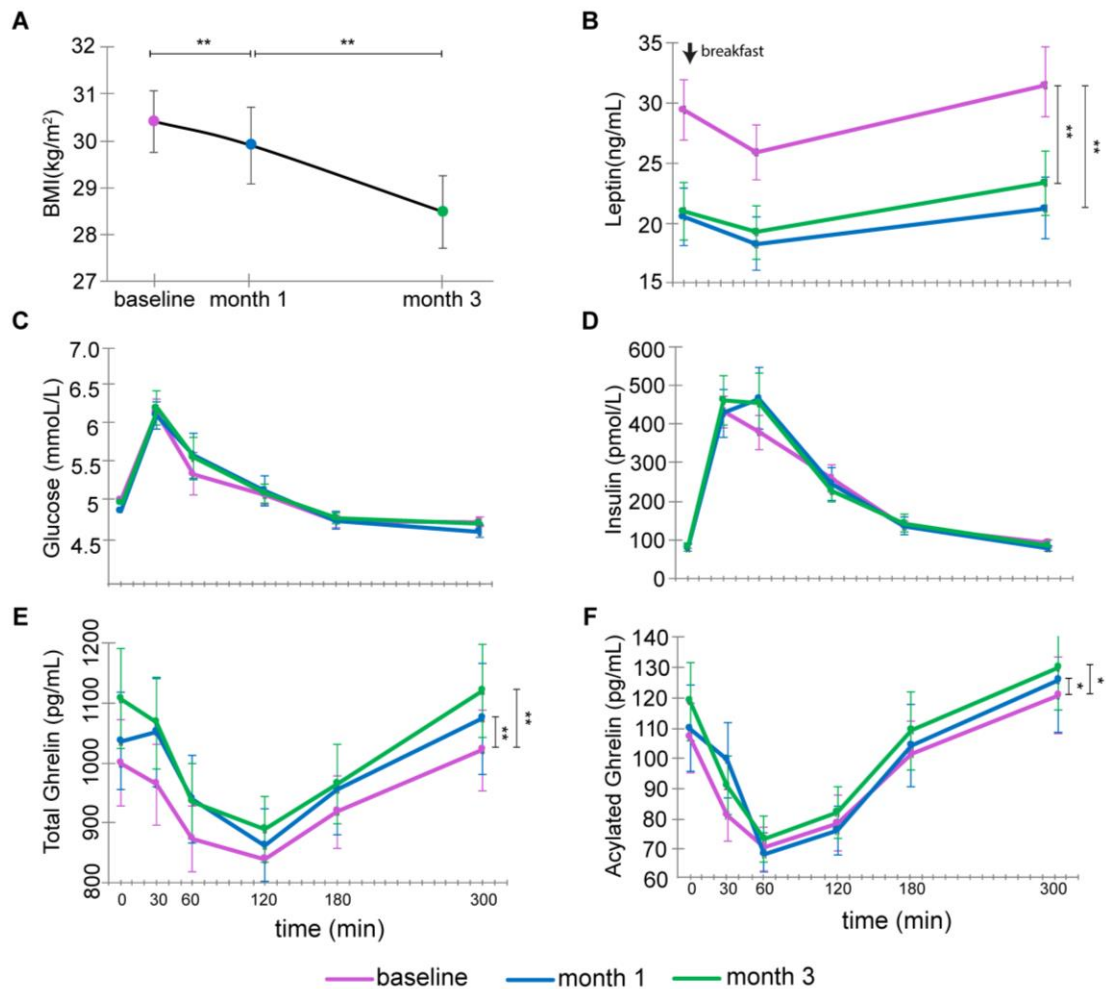 A
B
32
31
30
29
28
27
BMI(kg/m²)
**
**
baseline month 1 month 3
35
30
25
20
15
Leptin(ng/mL)
breakfast
**
**
C
D
7.0
6.5
6
5.5
5
4.5
Glucose (mmoL/L)
600
500
400
300
200
100
0
Insulin (pmol/L)
E
F
1200
1100
1000
900
800
Total Ghrelin (pg/mL)
**
**
0 30 60 120 180 300
time (min)
140
130
120
110
100
90
80
70
60
Acylated Ghrelin (pg/mL)
*
*
0 30 60 120 180 300
time (min)
baseline month 1 month 3